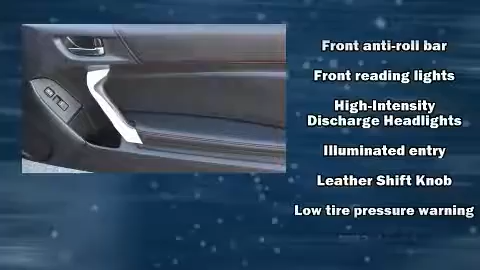 Front anti-roll bar
Front reading lights
High-Intensity
Discharge Headlights
Illuminated entry
Leather Shift Knob
Low tire pressure warning